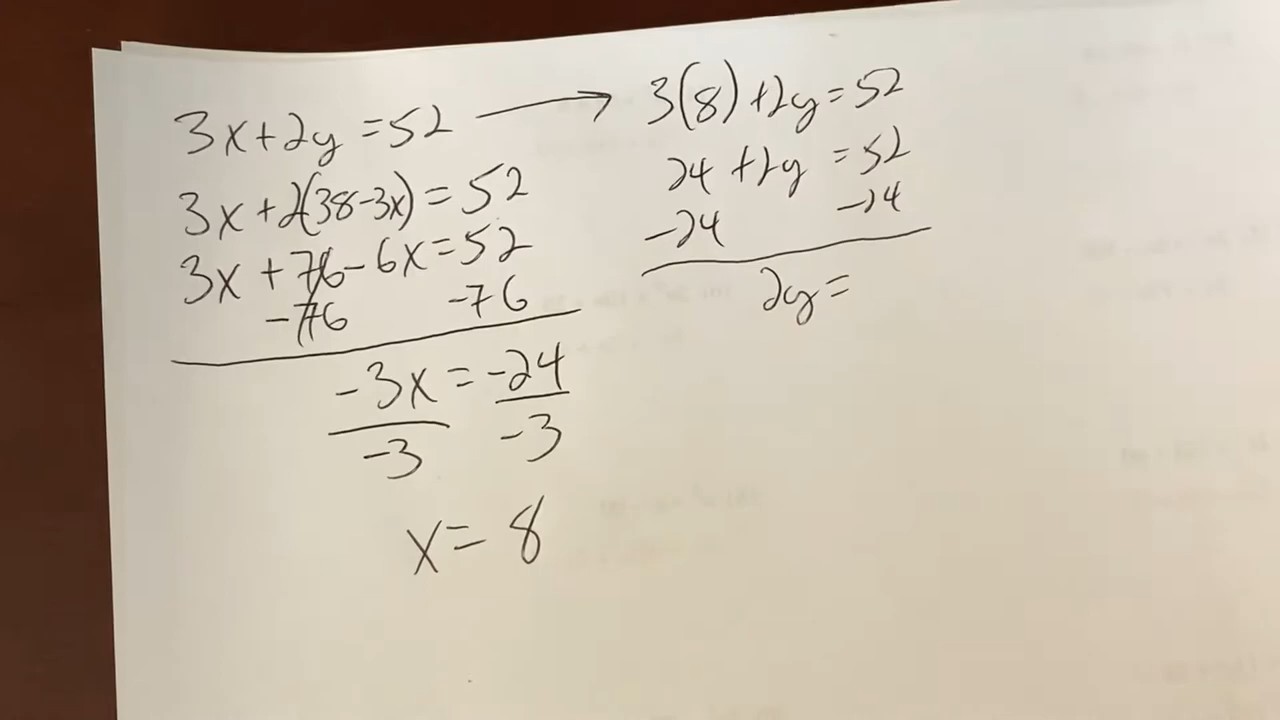 3x+2y=52
3x+2(38-3x)=52
3x+76-6x=52
-76 -76
-3x=-24
-3 -3
x=8
3(8)+2y=52
24+2y=52
-24 -24
2y=